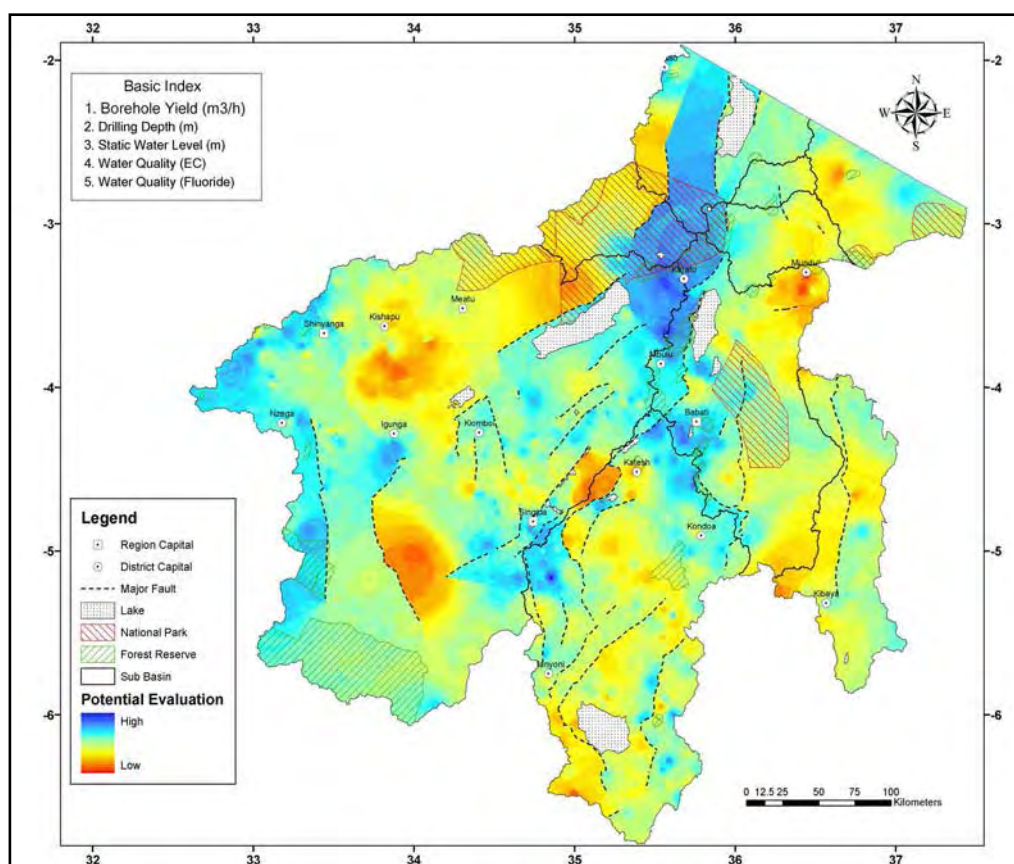 32 33 34 35 36 37
-2 -2
Basic Index
1. Borehole Yield (m3/h)
2. Drilling Depth (m)
3. Static Water Level (m)
4. Water Quality (EC)
5. Water Quality (Fluoride)
N
W E
S
-3 -3
Karatu
Munduli
Meatu
Kishapu
Shinyanga
Mbulu
-4 -4
Nzega
Igunga
Kiomboi
Babati
Katesh
Singida
Kondoa
-5 -5
Kibaya
Manyoni
-6 -6
Legend
Region Capital
District Capital
Major Fault
Lake
National Park
Forest Reserve
Sub Basin
Potential Evaluation
High
Low
0 12.5 25 50 75 100
Kilometers
32 33 34 35 36 37